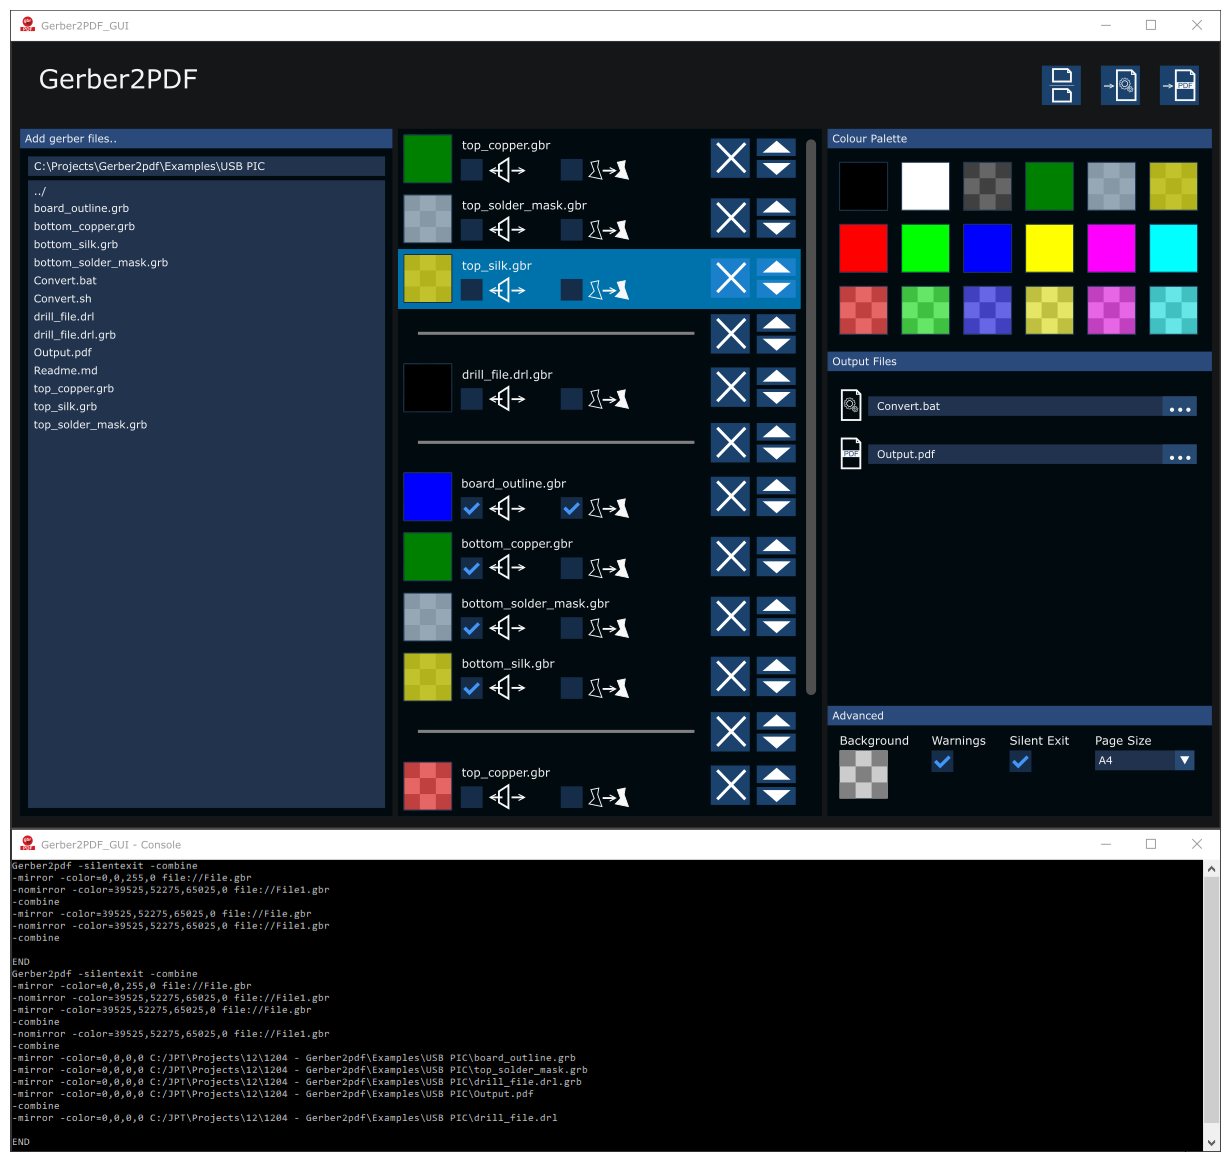 Gerber2PDF_GUI
Gerber2PDF
PDF
Add gerber files..
C:\Projects\Gerber2pdf\Examples\USB PIC
../
board_outline.grb
bottom_copper.grb
bottom_silk.grb
bottom_solder_mask.grb
Convert.bat
Convert.sh
drill_file.drl
drill_file.drl.grb
Output.pdf
Readme.md
top_copper.grb
top_silk.grb
top_solder_mask.grb
top_copper.gbr
top_solder_mask.gbr
top_silk.gbr
drill_file.drl.gbr
board_outline.gbr
bottom_copper.gbr
bottom_solder_mask.gbr
bottom_silk.gbr
top_copper.gbr
Colour Palette
Output Files
Convert.bat
...
PDF
Output.pdf
...
Advanced
Background Warnings Silent Exit Page Size
A4
Gerber2PDF_GUI - Console
Gerber2pdf -silentexit -combine
-mirror -color=0,0,255,0 file://File.gbr
-nomirror -color=39525,52275,65025,0 file://File1.gbr
-combine
-mirror -color=39525,52275,65025,0 file://File.gbr
-nomirror -color=39525,52275,65025,0 file://File1.gbr
-combine
END
Gerber2pdf -silentexit -combine
-mirror -color=0,0,255,0 file://File.gbr
-nomirror -color=39525,52275,65025,0 file://File1.gbr
-mirror -color=39525,52275,65025,0 file://File.gbr
-combine
-nomirror -color=39525,52275,65025,0 file://File1.gbr
-combine
-mirror -color=0,0,0,0 C:/JPT\Projects\12\1204 - Gerber2pdf\Examples\USB PIC\board_outline.grb
-mirror -color=0,0,0,0 C:/JPT\Projects\12\1204 - Gerber2pdf\Examples\USB PIC\top_solder_mask.grb
-mirror -color=0,0,0,0 C:/JPT\Projects\12\1204 - Gerber2pdf\Examples\USB PIC\drill_file.drl.grb
-mirror -color=0,0,0,0 C:/JPT\Projects\12\1204 - Gerber2pdf\Examples\USB PIC\Output.pdf
-combine
-mirror -color=0,0,0,0 C:/JPT\Projects\12\1204 - Gerber2pdf\Examples\USB PIC\drill_file.drl
END